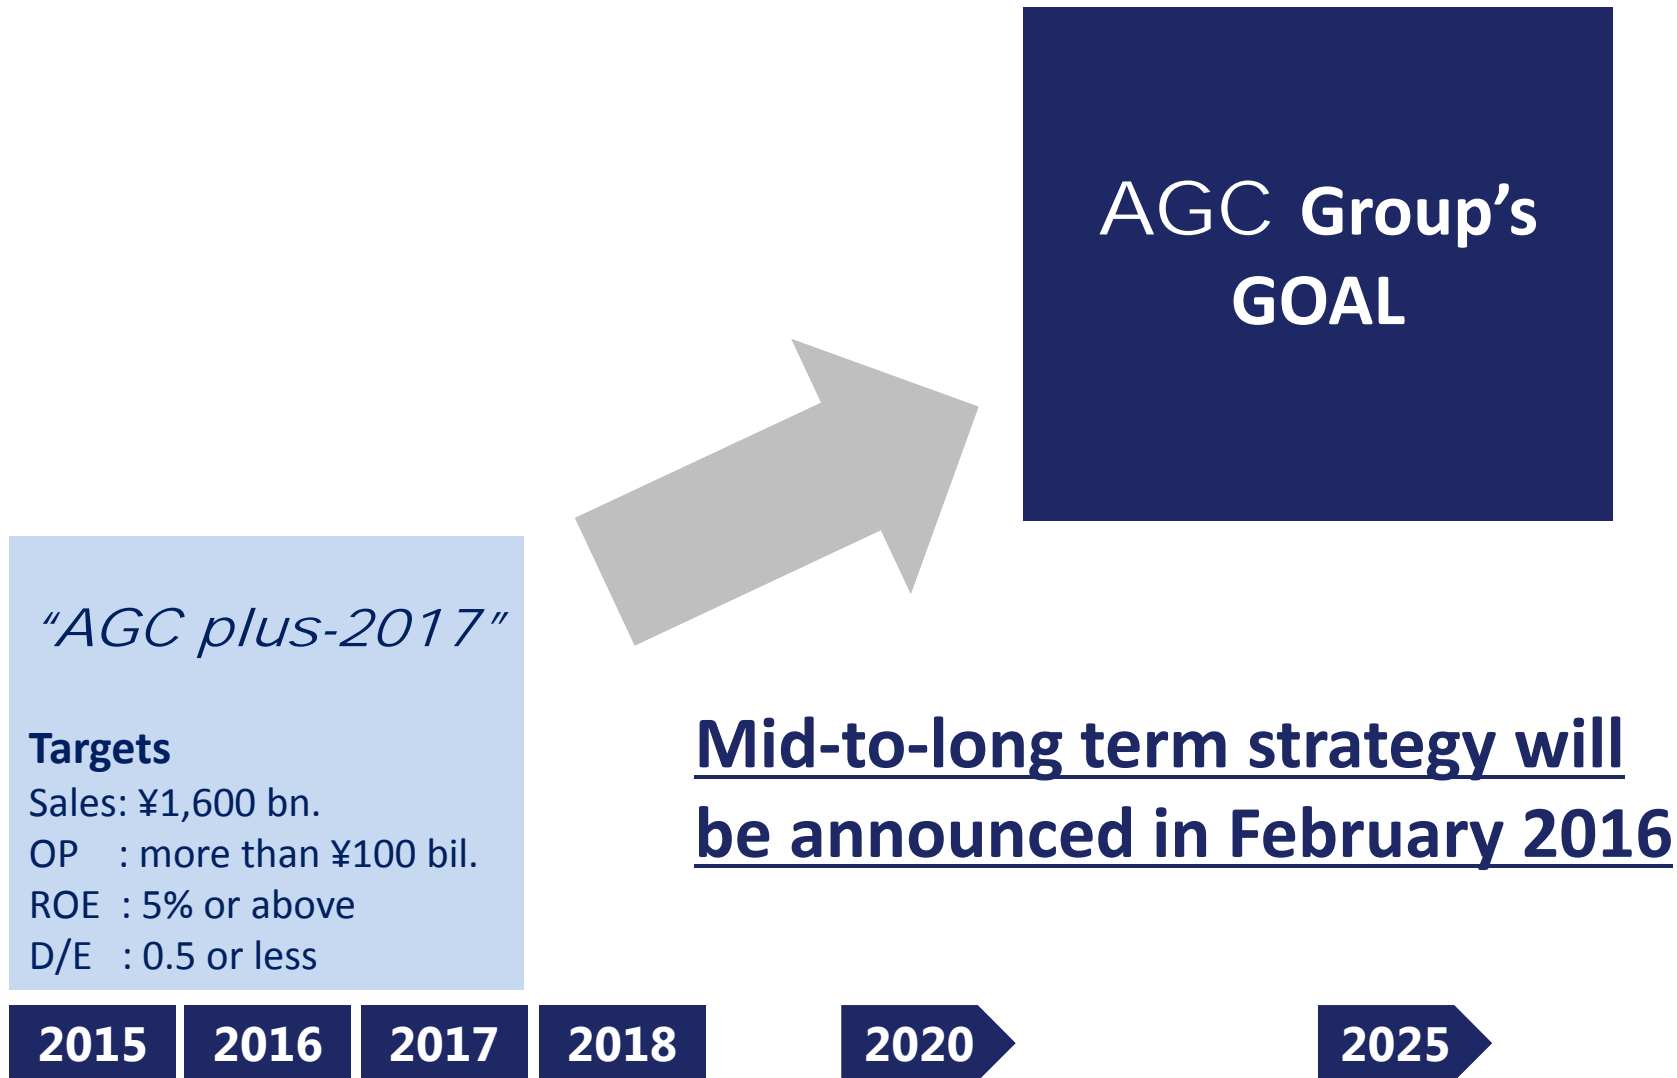 AGC Group’s
GOAL
“AGC plus-2017”
Targets
Sales: ¥1,600 bn.
OP : more than ¥100 bil.
ROE : 5% or above
D/E : 0.5 or less
Mid-to-long term strategy will
be announced in February 2016
2015 2016 2017 2018 2020 2025